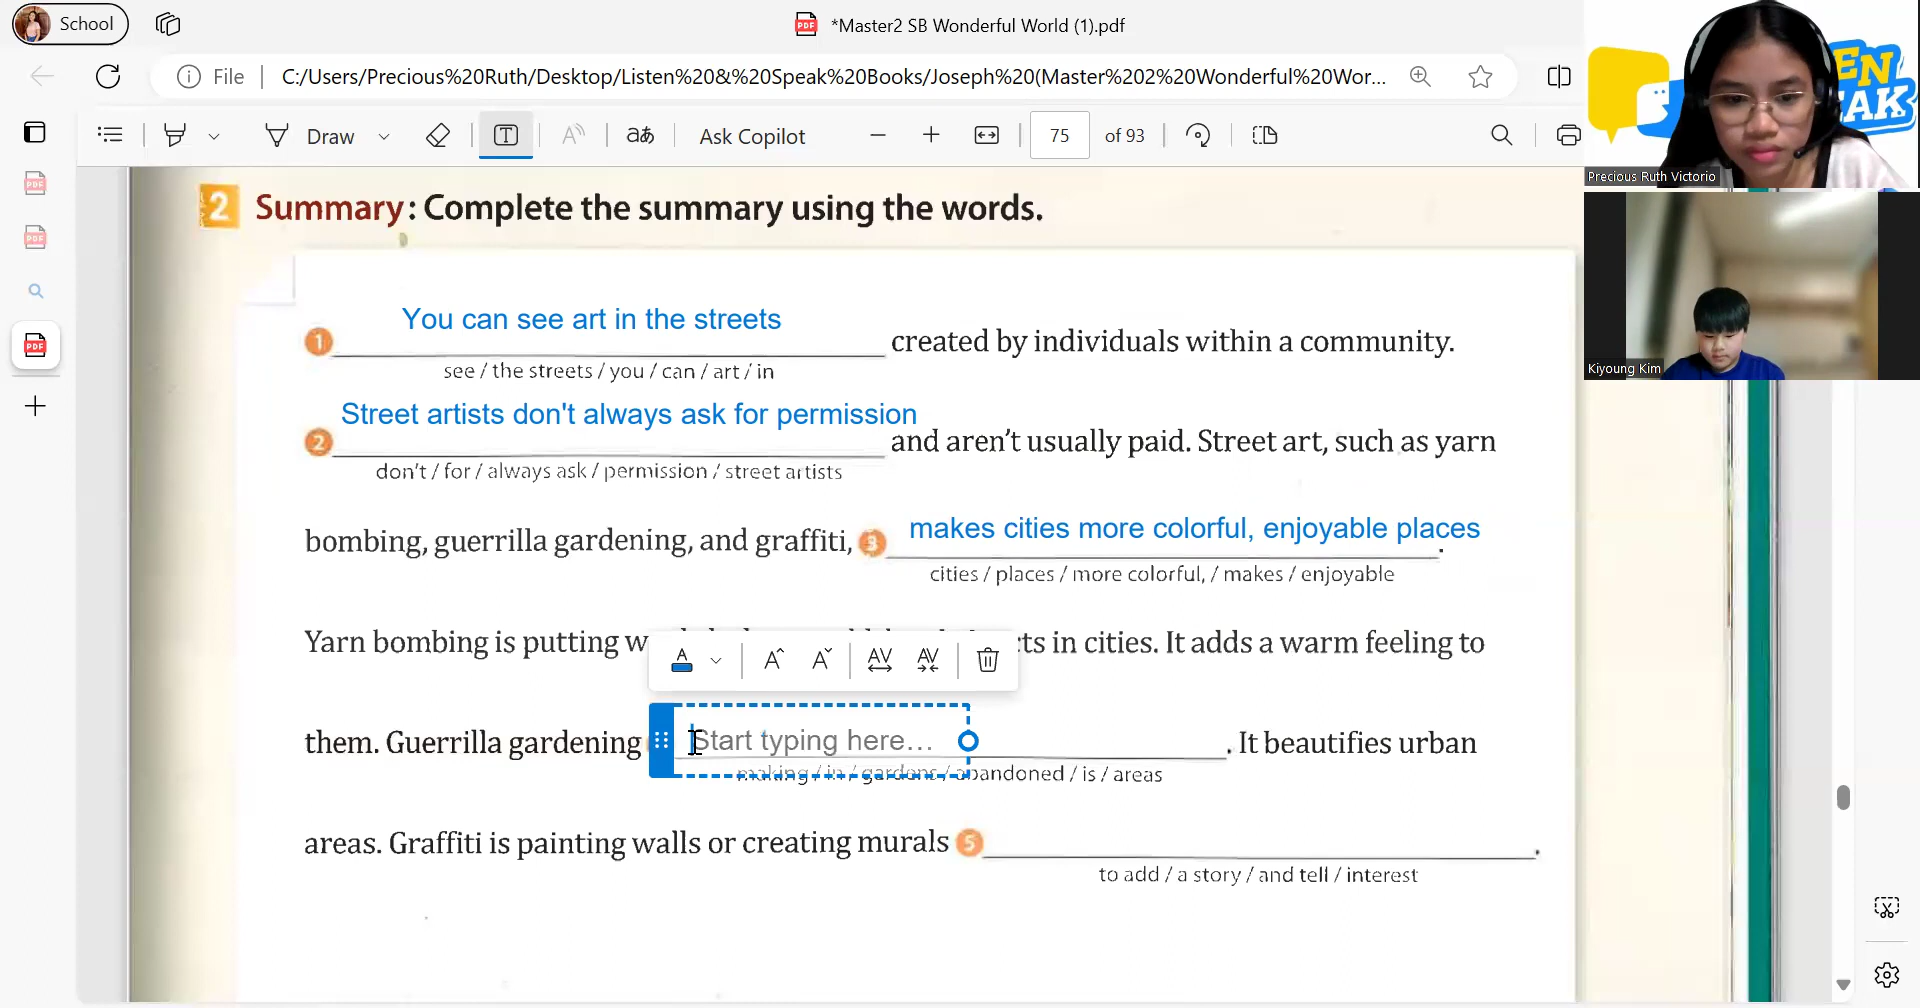 School
*Master2 SB Wonderful World (1).pdf
File
C:/Users/Precious%20Ruth/Desktop/Listen%20&%20Speak%20Books/Joseph%20(Master%202%20Wonderful%20Wor...
Draw
aあ
Ask Copilot
75
of 93
EN
EAK
Precious Ruth Victorio
Kiyoung Kim
2 Summary: Complete the summary using the words.
You can see art in the streets
1 created by individuals within a community.
see / the streets / you / can / art / in
Street artists don't always ask for permission
2 and aren't usually paid. Street art, such as yarn
don't / for / always ask / permission / street artists
makes cities more colorful, enjoyable places
bombing, guerrilla gardening, and graffiti, 3 .
cities / places / more colorful, / makes / enjoyable
Yarn bombing is putting in cities. It adds a warm feeling to
them. Guerrilla gardening Start typing here... . It beautifies urban
making / in / gardens / abandoned / is / areas
areas. Graffiti is painting walls or creating murals 5 .
to add / a story / and tell / interest